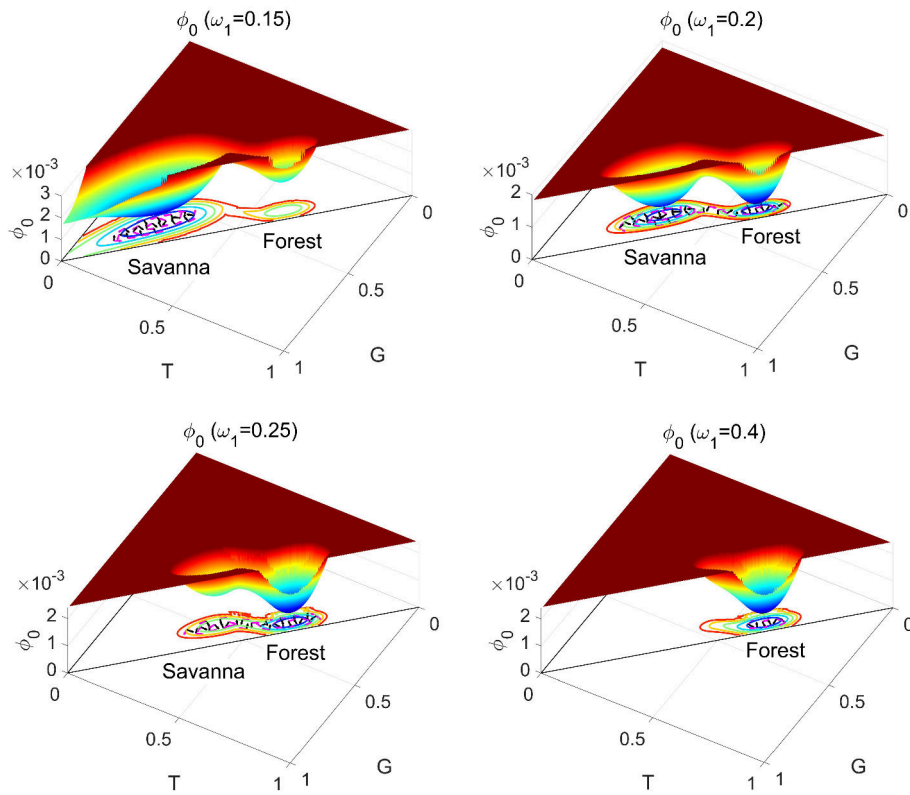 ϕ₀ (ω₁=0.15)
×10⁻³
3
2
1
0
ϕ₀
0
0.5
1
T
1
0.5
0
G
Savanna
Forest
ϕ₀ (ω₁=0.2)
×10⁻³
2
1
0
ϕ₀
0
0.5
1
T
1
0.5
0
G
Savanna
Forest
ϕ₀ (ω₁=0.25)
×10⁻³
2
1
0
ϕ₀
0
0.5
1
T
1
0.5
0
G
Savanna
Forest
ϕ₀ (ω₁=0.4)
×10⁻³
2
1
0
ϕ₀
0
0.5
1
T
1
0.5
0
G
Forest